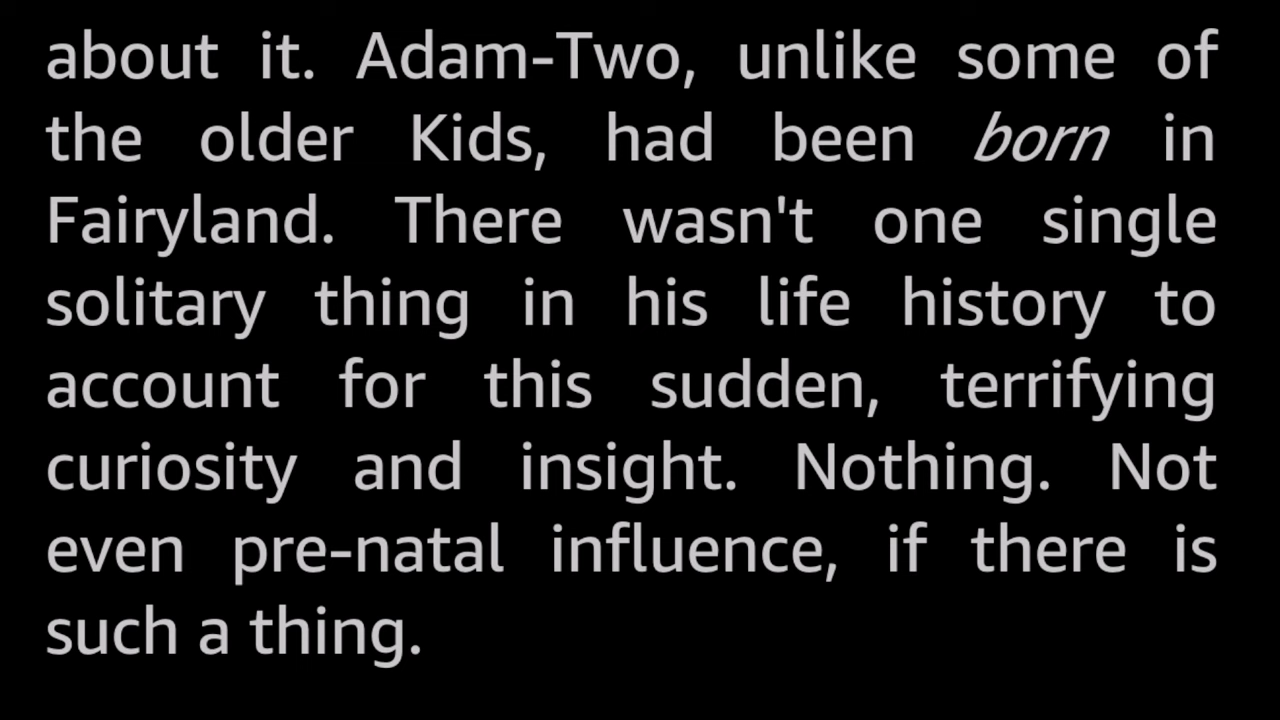 about it. Adam-Two, unlike some of
the older Kids, had been born in
Fairyland. There wasn't one single
solitary thing in his life history to
account for this sudden, terrifying
curiosity and insight. Nothing. Not
even pre-natal influence, if there is
such a thing.